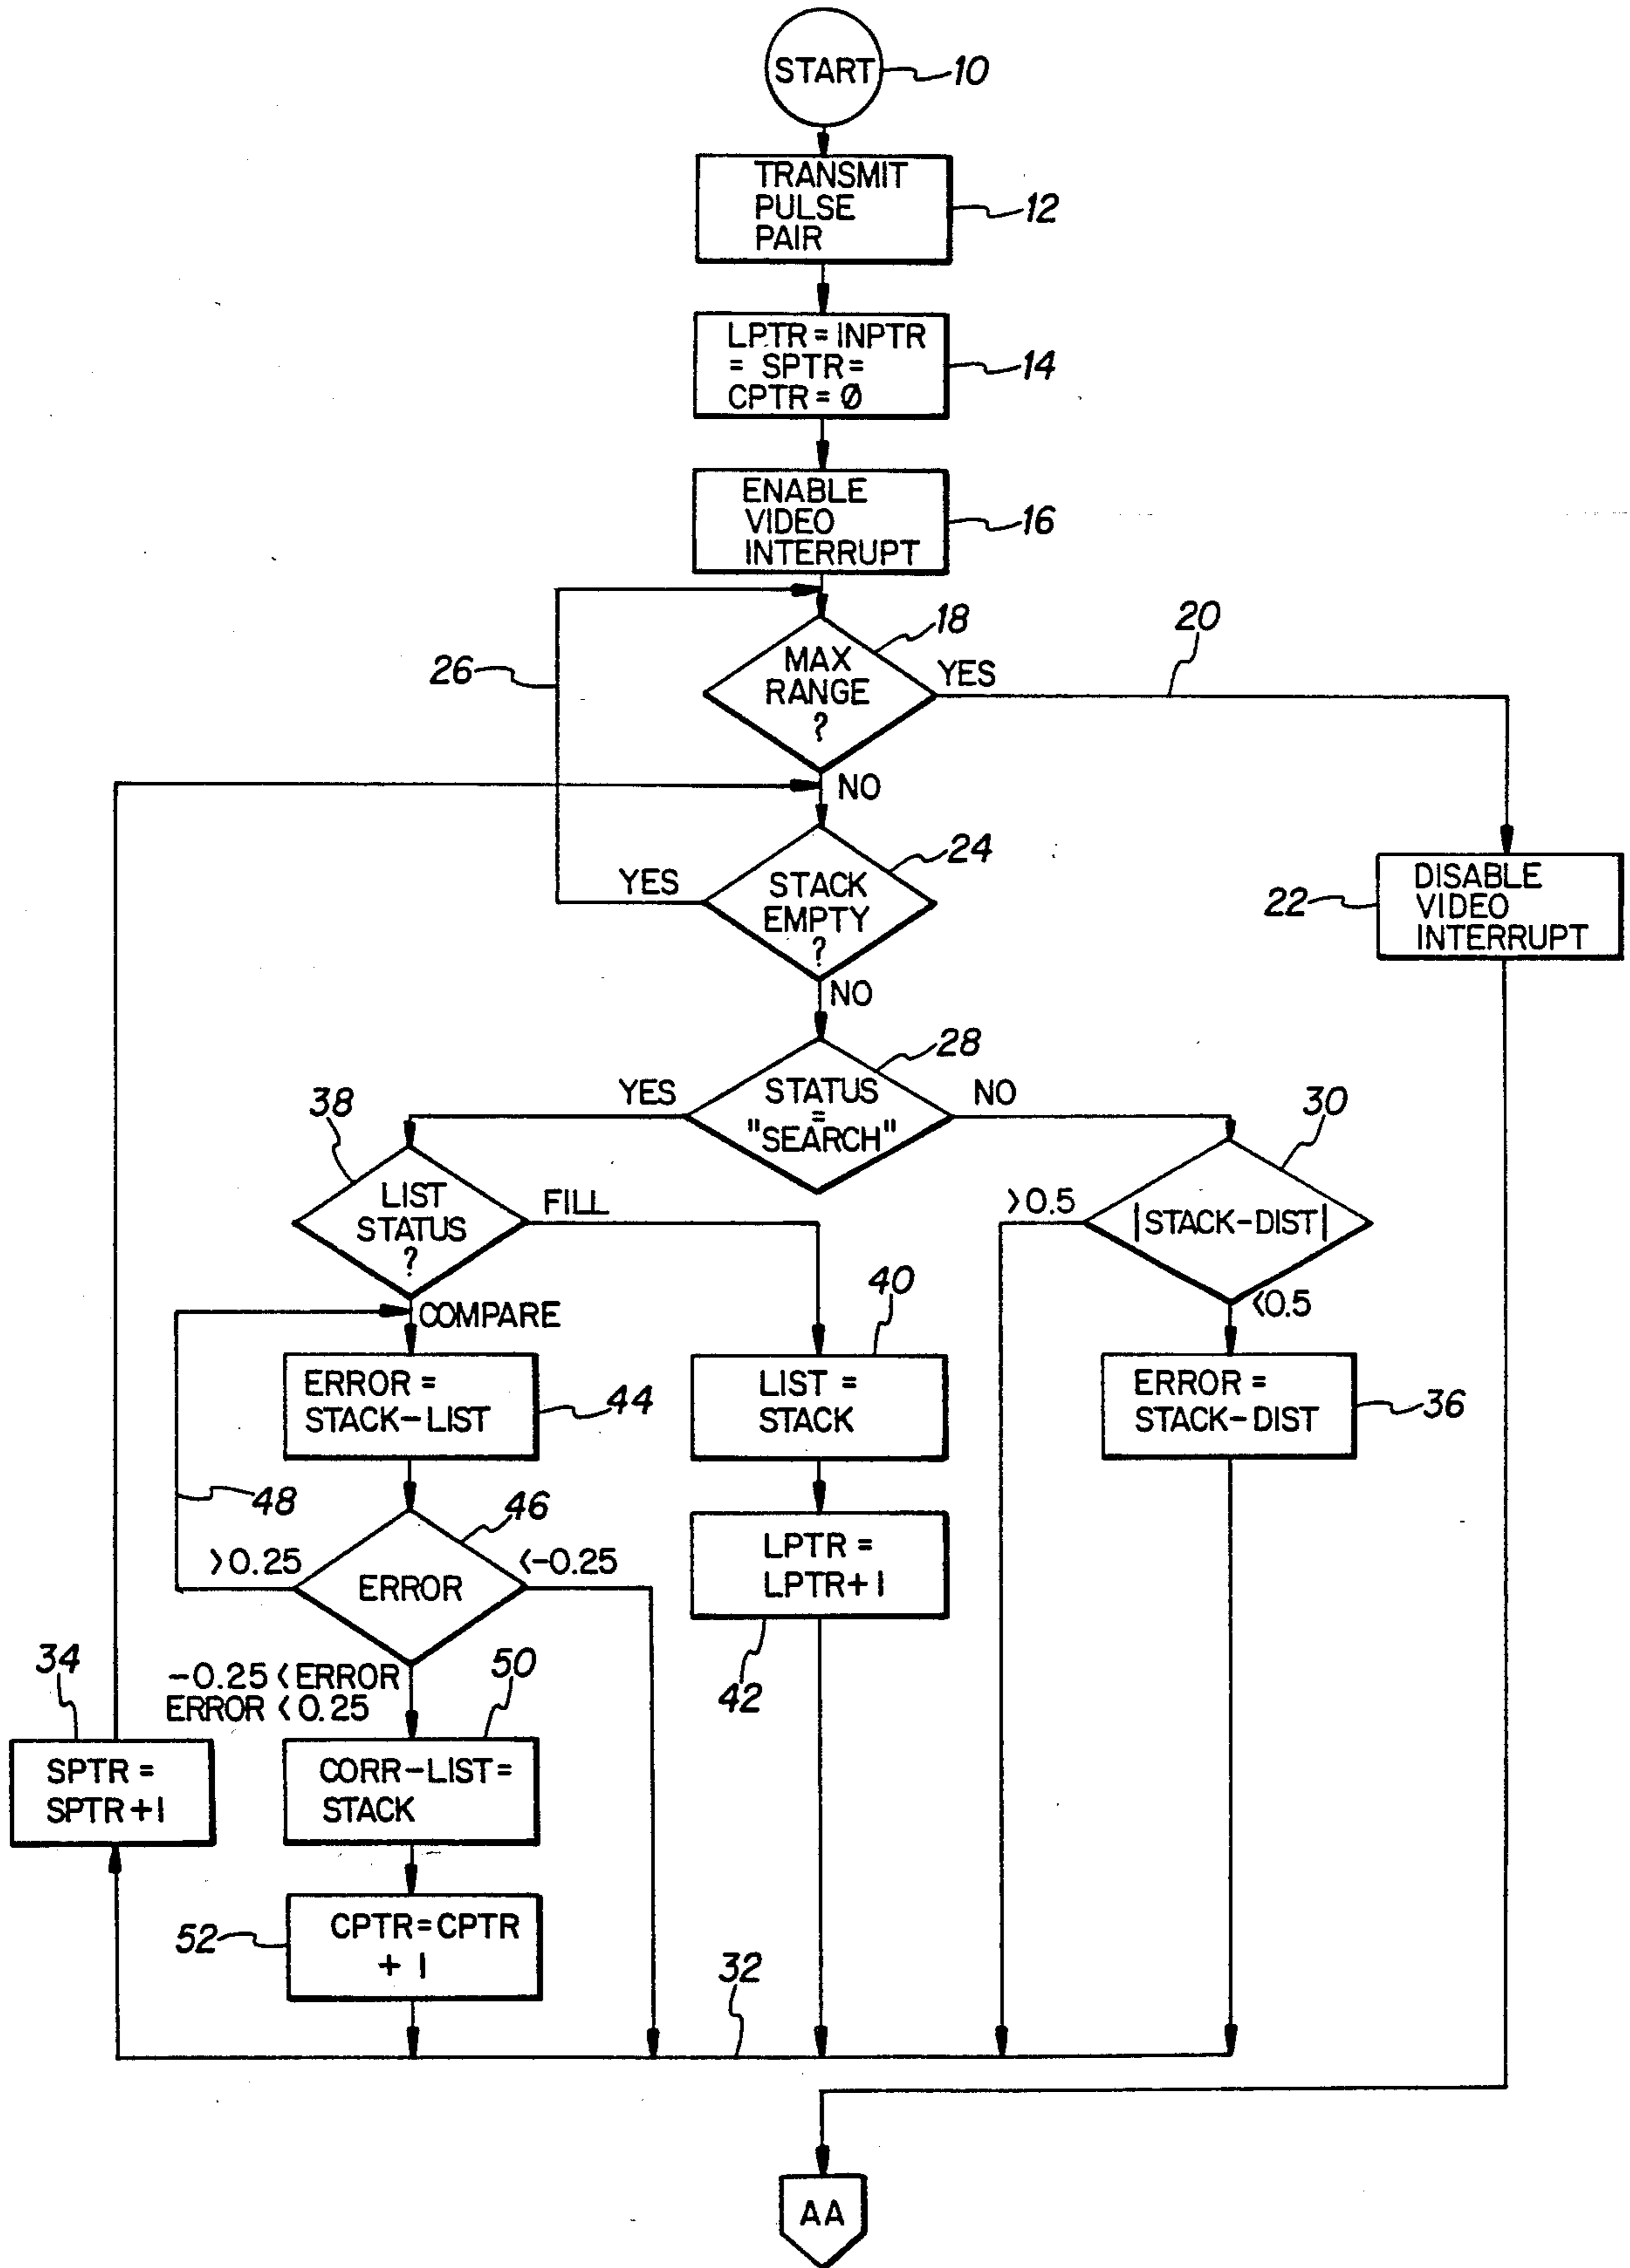 START
10
TRANSMIT
PULSE
PAIR
12
LPTR = INPTR
= SPTR =
CPTR = Ø
14
ENABLE
VIDEO
INTERRUPT
16
18
20
MAX
RANGE
?
YES
26
NO
24
YES
STACK
EMPTY
?
DISABLE
VIDEO
INTERRUPT
22
NO
28
YES
STATUS
=
"SEARCH"
NO
38
30
LIST
STATUS
?
FILL
>0.5
|STACK-DIST|
40
<0.5
COMPARE
ERROR =
STACK-LIST
44
LIST =
STACK
ERROR =
STACK-DIST
36
48
46
>0.25
<-0.25
ERROR
LPTR =
LPTR+1
42
34
-0.25 < ERROR
ERROR < 0.25
50
SPTR =
SPTR+1
CORR-LIST=
STACK
52
CPTR=CPTR
+ 1
32
AA